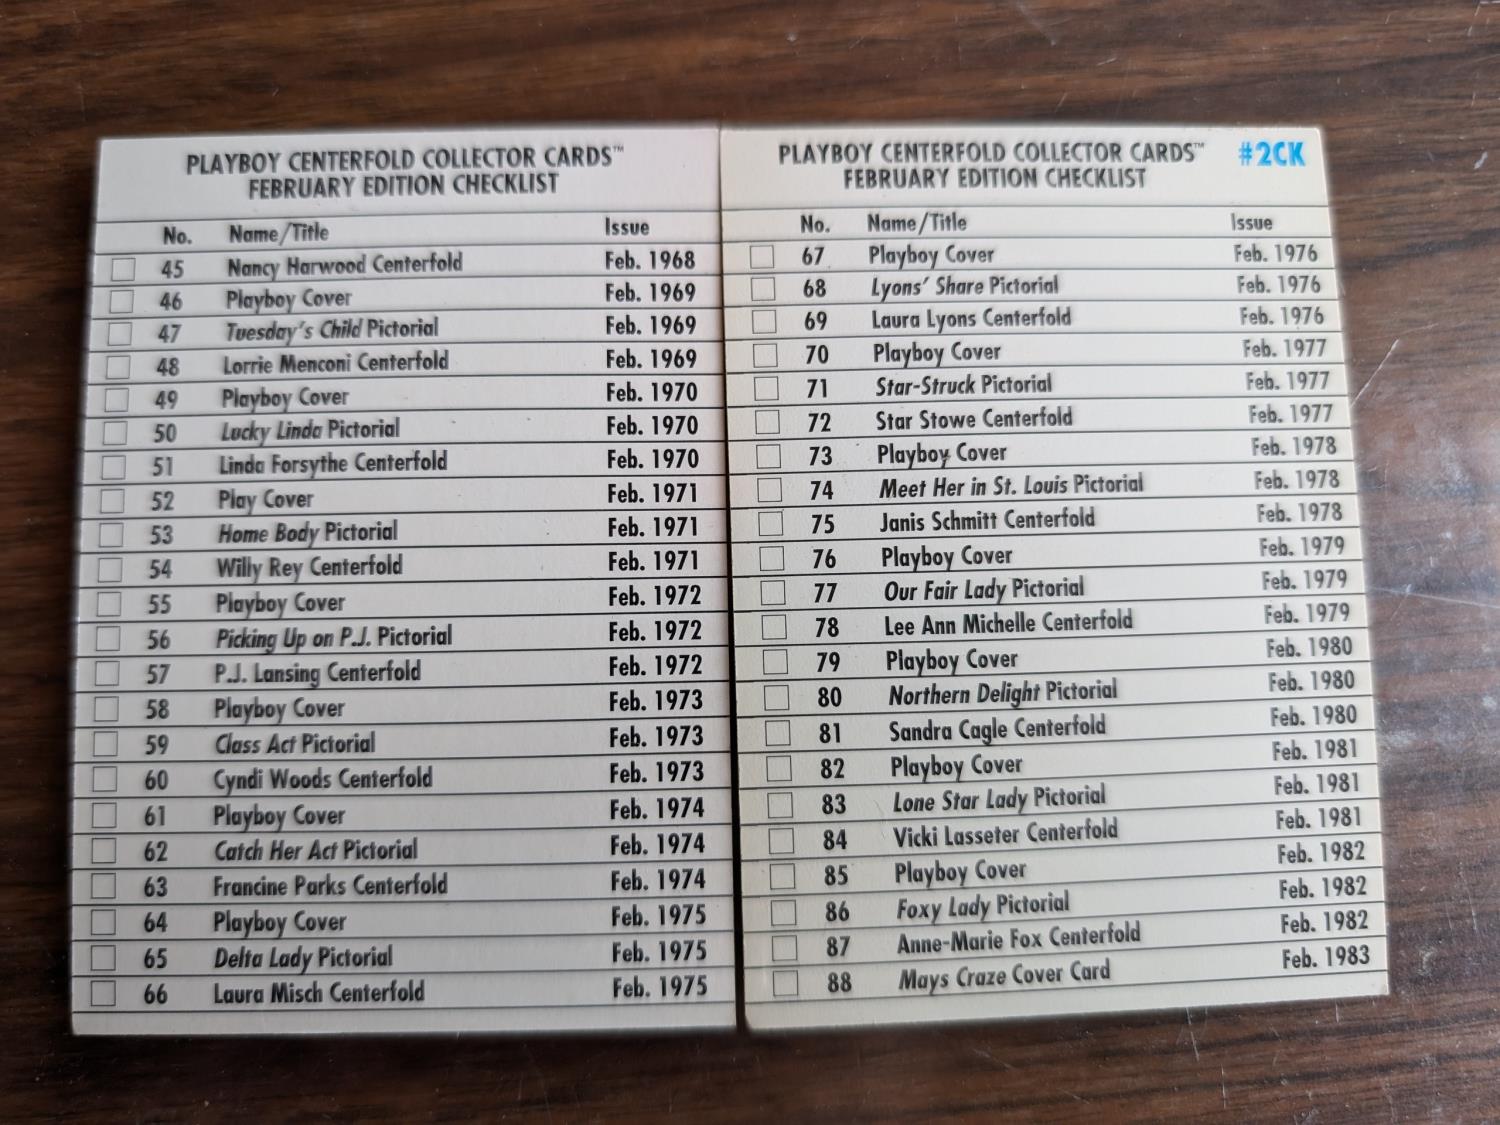 PLAYBOY CENTERFOLD COLLECTOR CARDS™
FEBRUARY EDITION CHECKLIST
No. Name/Title Issue
45 Nancy Harwood Centerfold Feb. 1968
46 Playboy Cover Feb. 1969
47 Tuesday's Child Pictorial Feb. 1969
48 Lorrie Menconi Centerfold Feb. 1969
49 Playboy Cover Feb. 1970
50 Lucky Linda Pictorial Feb. 1970
51 Linda Forsythe Centerfold Feb. 1970
52 Play Cover Feb. 1971
53 Home Body Pictorial Feb. 1971
54 Willy Rey Centerfold Feb. 1971
55 Playboy Cover Feb. 1972
56 Picking Up on P.J. Pictorial Feb. 1972
57 P.J. Lansing Centerfold Feb. 1972
58 Playboy Cover Feb. 1973
59 Class Act Pictorial Feb. 1973
60 Cyndi Woods Centerfold Feb. 1973
61 Playboy Cover Feb. 1974
62 Catch Her Act Pictorial Feb. 1974
63 Francine Parks Centerfold Feb. 1974
64 Playboy Cover Feb. 1975
65 Delta Lady Pictorial Feb. 1975
66 Laura Misch Centerfold Feb. 1975
PLAYBOY CENTERFOLD COLLECTOR CARDS™ #2CK
FEBRUARY EDITION CHECKLIST
No. Name/Title Issue
67 Playboy Cover Feb. 1976
68 Lyons' Share Pictorial Feb. 1976
69 Laura Lyons Centerfold Feb. 1976
70 Playboy Cover Feb. 1977
71 Star-Struck Pictorial Feb. 1977
72 Star Stowe Centerfold Feb. 1977
73 Playboy Cover Feb. 1978
74 Meet Her in St. Louis Pictorial Feb. 1978
75 Janis Schmitt Centerfold Feb. 1978
76 Playboy Cover Feb. 1979
77 Our Fair Lady Pictorial Feb. 1979
78 Lee Ann Michelle Centerfold Feb. 1979
79 Playboy Cover Feb. 1980
80 Northern Delight Pictorial Feb. 1980
81 Sandra Cagle Centerfold Feb. 1980
82 Playboy Cover Feb. 1981
83 Lone Star Lady Pictorial Feb. 1981
84 Vicki Lasseter Centerfold Feb. 1981
85 Playboy Cover Feb. 1982
86 Foxy Lady Pictorial Feb. 1982
87 Anne-Marie Fox Centerfold Feb. 1982
88 Mays Craze Cover Card Feb. 1983